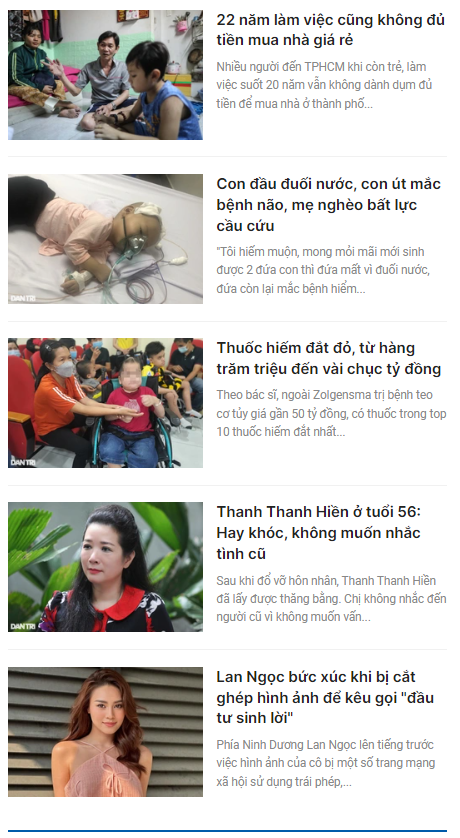 22 năm làm việc cũng không đủ
tiền mua nhà giá rẻ
Nhiều người đến TPHCM khi còn trẻ, làm
việc suốt 20 năm vẫn không dành dụm đủ
tiền để mua nhà ở thành phố...
Con đầu đuối nước, con út mắc
bệnh não, mẹ nghèo bất lực
cầu cứu
"Tôi hiếm muộn, mong mỏi mãi mới sinh
được 2 đứa con thì đứa mất vì đuối nước,
đứa còn lại mắc bệnh hiểm...
DANTRI
Thuốc hiếm đắt đỏ, từ hàng
trăm triệu đến vài chục tỷ đồng
Theo bác sĩ, ngoài Zolgensma trị bệnh teo
cơ tủy giá gần 50 tỷ đồng, có thuốc trong top
10 thuốc hiếm đắt nhất...
DANTRI
Thanh Thanh Hiền ở tuổi 56:
Hay khóc, không muốn nhắc
tình cũ
Sau khi đổ vỡ hôn nhân, Thanh Thanh Hiền
đã lấy được thăng bằng. Chị không nhắc đến
người cũ vì không muốn vấn...
DANTRI
Lan Ngọc bức xúc khi bị cắt
ghép hình ảnh để kêu gọi "đầu
tư sinh lời"
Phía Ninh Dương Lan Ngọc lên tiếng trước
việc hình ảnh của cô bị một số trang mạng
xã hội sử dụng trái phép,...